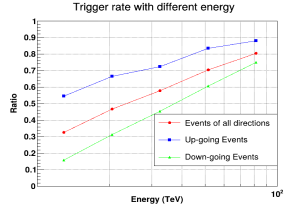 Trigger rate with different energy
Ratio
1
0.9
0.8
0.7
0.6
0.5
0.4
0.3
0.2
0.1
0
Events of all directions
Up-going Events
Down-going Events
Energy (TeV)
10²